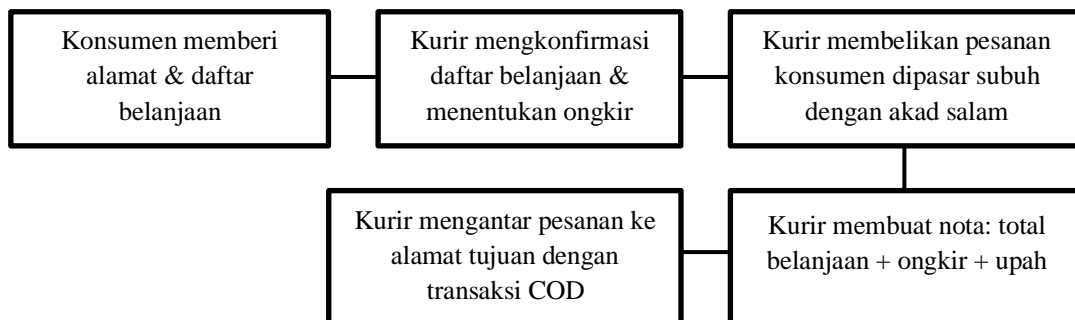 Konsumen memberi
alamat & daftar
belanjaan
Kurir mengkonfirmasi
daftar belanjaan &
menentukan ongkir
Kurir membelikan pesanan
konsumen dipasar subuh
dengan akad salam
Kurir membuat nota: total
belanjaan + ongkir + upah
Kurir mengantar pesanan ke
alamat tujuan dengan
transaksi COD